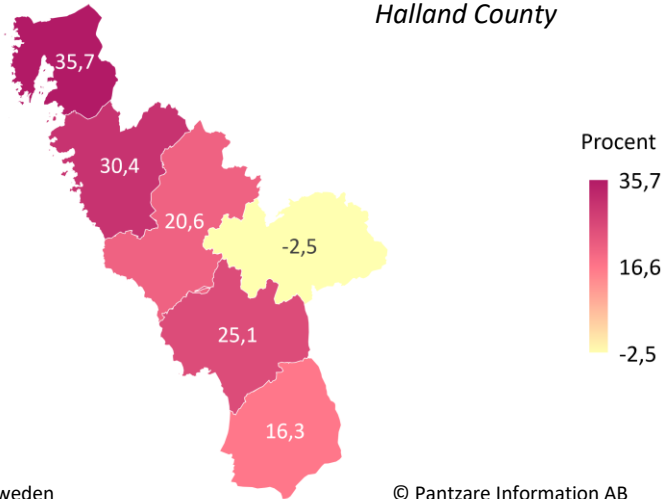 Halland County
35,7
30,4
20,6
-2,5
25,1
16,3
Procent
35,7
16,6
-2,5
weden
© Pantzare Information AB